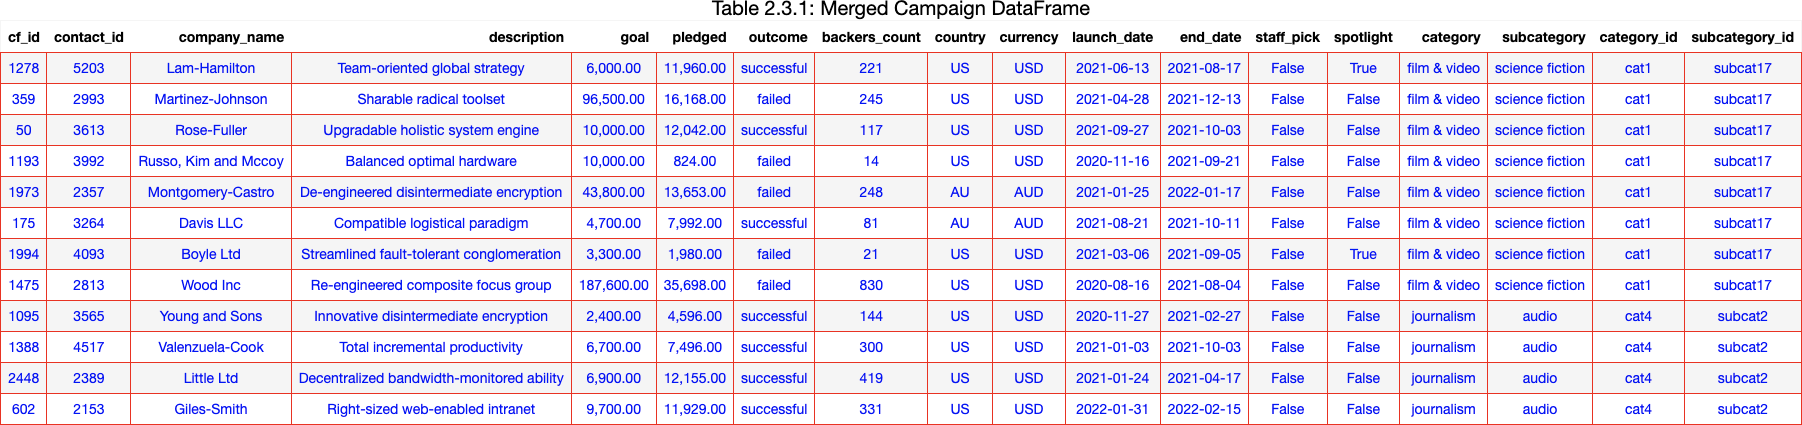 Table 2.3.1: Merged Campaign DataFrame
cf_id contact_id company_name description goal pledged outcome backers_count country currency launch_date end_date staff_pick spotlight category subcategory category_id subcategory_id
1278 5203 Lam-Hamilton Team-oriented global strategy 6,000.00 11,960.00 successful 221 US USD 2021-06-13 2021-08-17 False True film & video science fiction cat1 subcat17
359 2993 Martinez-Johnson Sharable radical toolset 96,500.00 16,168.00 failed 245 US USD 2021-04-28 2021-12-13 False False film & video science fiction cat1 subcat17
50 3613 Rose-Fuller Upgradable holistic system engine 10,000.00 12,042.00 successful 117 US USD 2021-09-27 2021-10-03 False False film & video science fiction cat1 subcat17
1193 3992 Russo, Kim and Mccoy Balanced optimal hardware 10,000.00 824.00 failed 14 US USD 2020-11-16 2021-09-21 False False film & video science fiction cat1 subcat17
1973 2357 Montgomery-Castro De-engineered disintermediate encryption 43,800.00 13,653.00 failed 248 AU AUD 2021-01-25 2022-01-17 False False film & video science fiction cat1 subcat17
175 3264 Davis LLC Compatible logistical paradigm 4,700.00 7,992.00 successful 81 AU AUD 2021-08-21 2021-10-11 False False film & video science fiction cat1 subcat17
1994 4093 Boyle Ltd Streamlined fault-tolerant conglomeration 3,300.00 1,980.00 failed 21 US USD 2021-03-06 2021-09-05 False True film & video science fiction cat1 subcat17
1475 2813 Wood Inc Re-engineered composite focus group 187,600.00 35,698.00 failed 830 US USD 2020-08-16 2021-08-04 False False film & video science fiction cat1 subcat17
1095 3565 Young and Sons Innovative disintermediate encryption 2,400.00 4,596.00 successful 144 US USD 2020-11-27 2021-02-27 False False journalism audio cat4 subcat2
1388 4517 Valenzuela-Cook Total incremental productivity 6,700.00 7,496.00 successful 300 US USD 2021-01-03 2021-10-03 False False journalism audio cat4 subcat2
2448 2389 Little Ltd Decentralized bandwidth-monitored ability 6,900.00 12,155.00 successful 419 US USD 2021-01-24 2021-04-17 False False journalism audio cat4 subcat2
602 2153 Giles-Smith Right-sized web-enabled intranet 9,700.00 11,929.00 successful 331 US USD 2022-01-31 2022-02-15 False False journalism audio cat4 subcat2